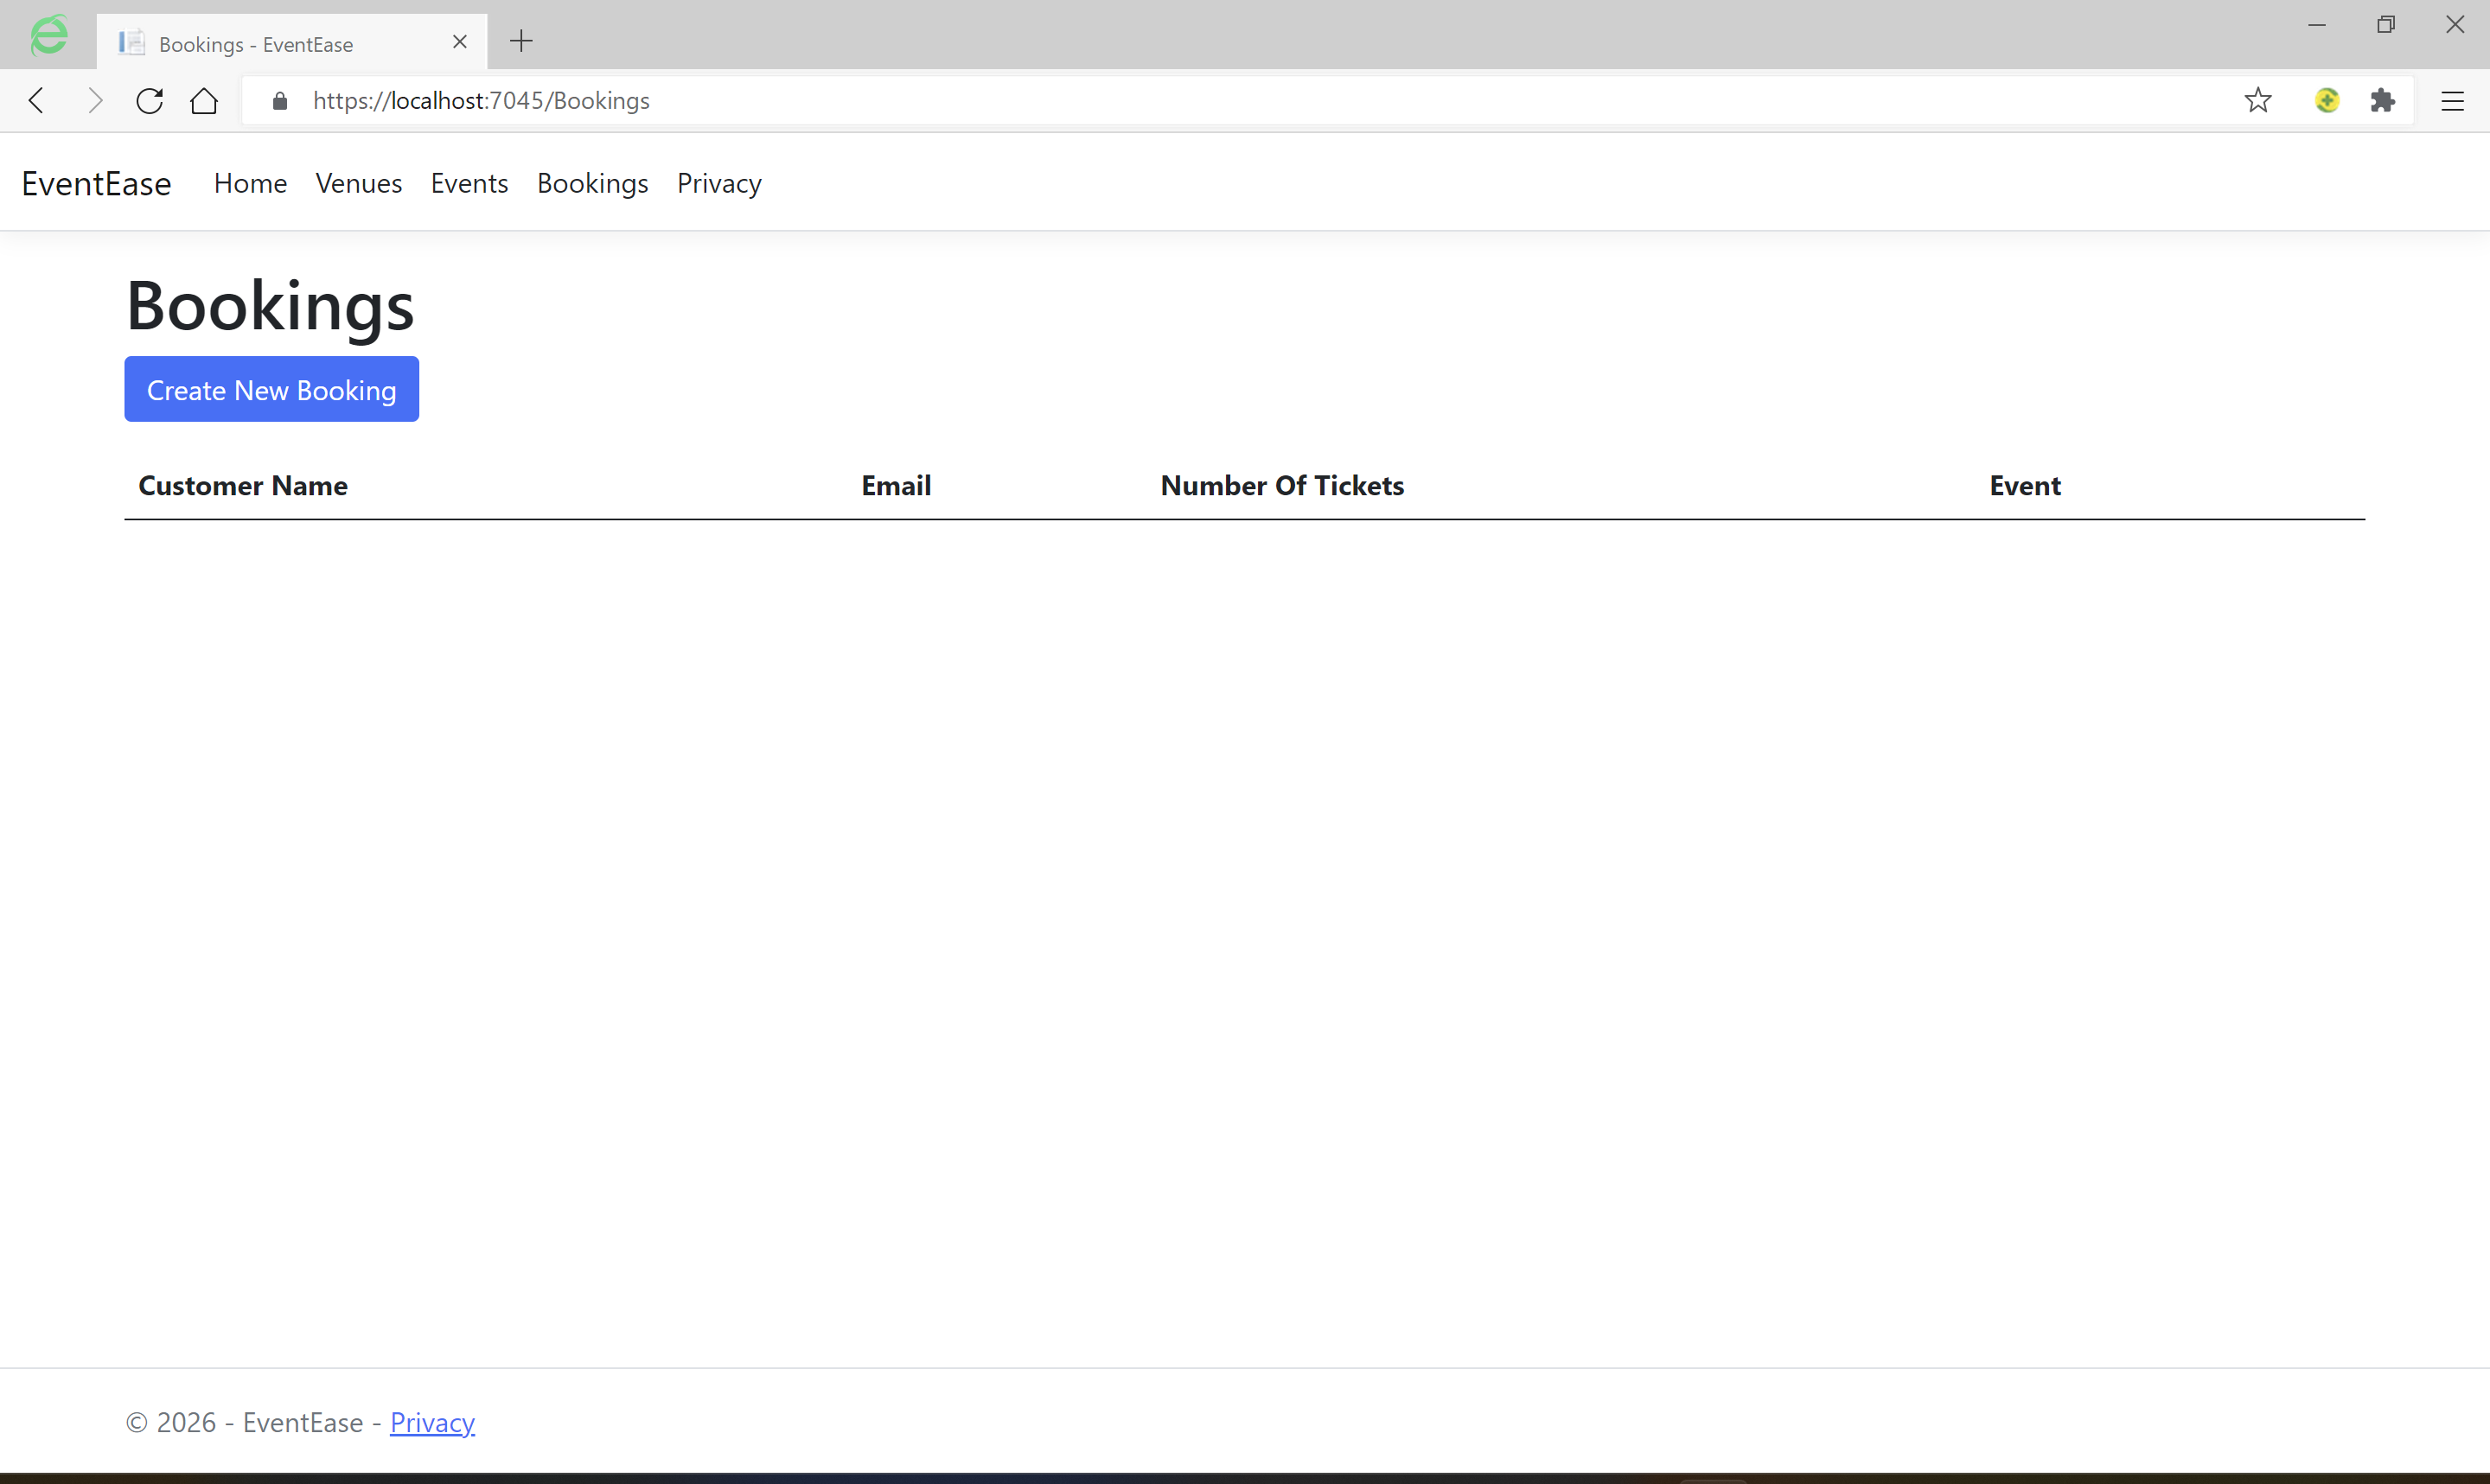 Bookings - EventEase
https://localhost:7045/Bookings
EventEase Home Venues Events Bookings Privacy
Bookings
Create New Booking
Customer Name Email Number Of Tickets Event
© 2026 - EventEase - Privacy